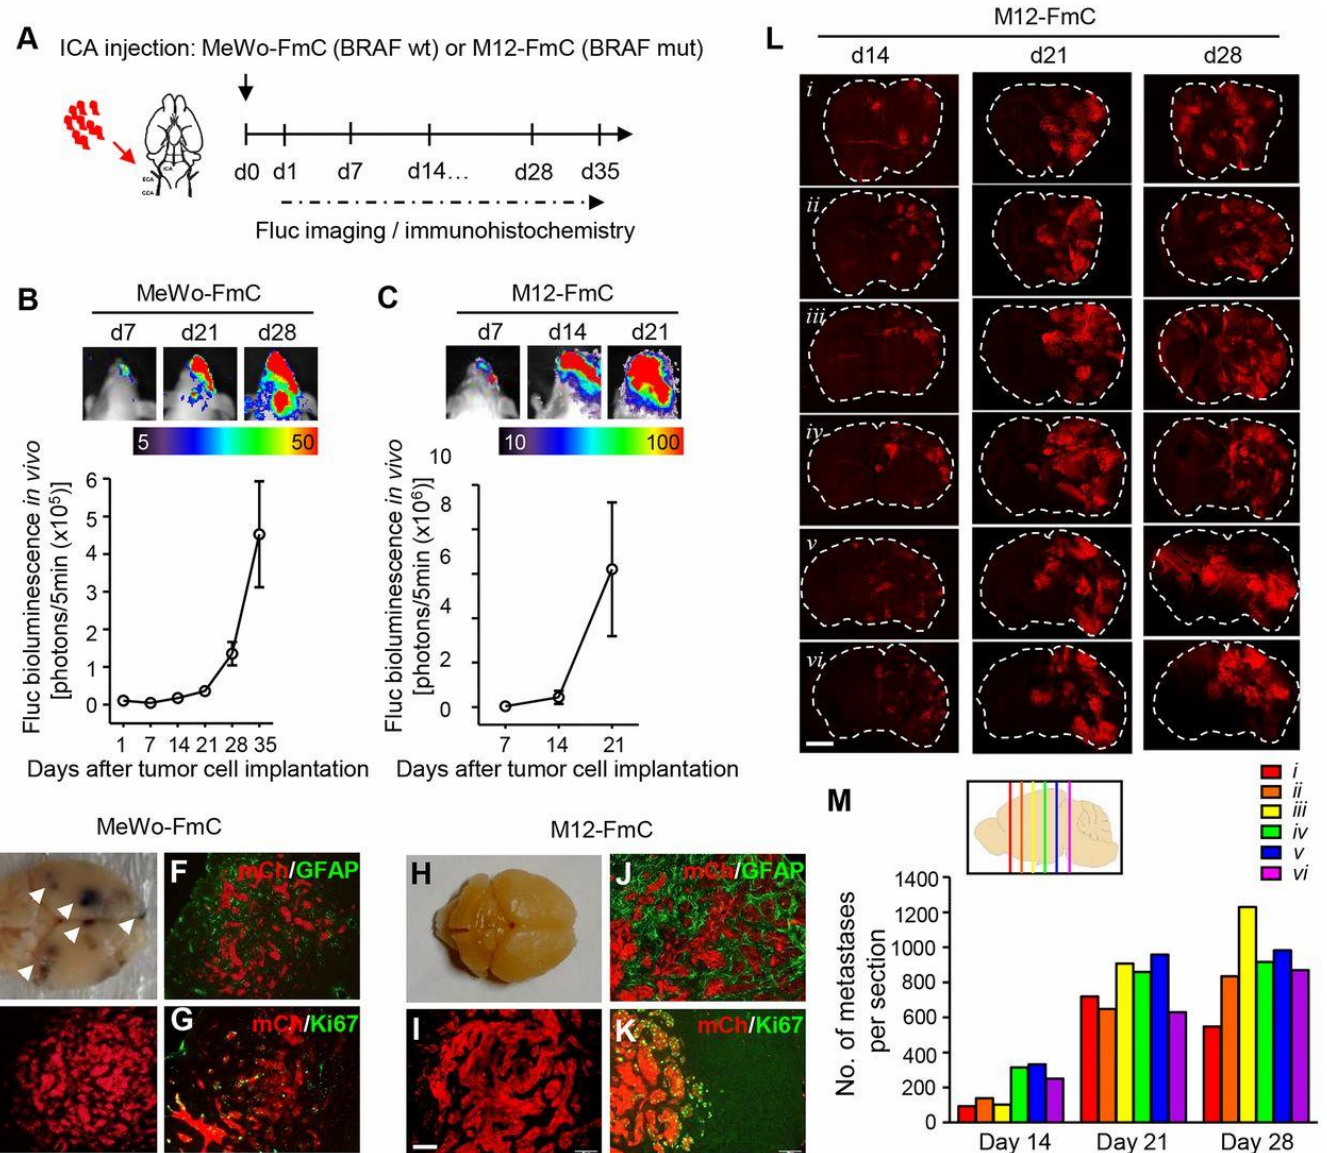 A
ICA injection: MeWo-FmC (BRAF wt) or M12-FmC (BRAF mut)
ICA
ECA
CCA
d0 d1 d7 d14... d28 d35
Fluc imaging / immunohistochemistry
B
MeWo-FmC
d7 d21 d28
5 50
Fluc bioluminescence in vivo
[photons/5min (x10⁵)]
6
5
4
3
2
1
0
1 7 14 21 28 35
Days after tumor cell implantation
C
M12-FmC
d7 d14 d21
10 100
Fluc bioluminescence in vivo
[photons/5min (x10⁶)]
10
8
6
4
2
0
7 14 21
Days after tumor cell implantation
MeWo-FmC
F
mCh/GFAP
G
mCh/Ki67
M12-FmC
H
J
mCh/GFAP
I
K
mCh/Ki67
L
M12-FmC
d14 d21 d28
i
ii
iii
iv
v
vi
M
i
ii
iii
iv
v
vi
No. of metastases
per section
1400
1200
1000
800
600
400
200
0
Day 14 Day 21 Day 28